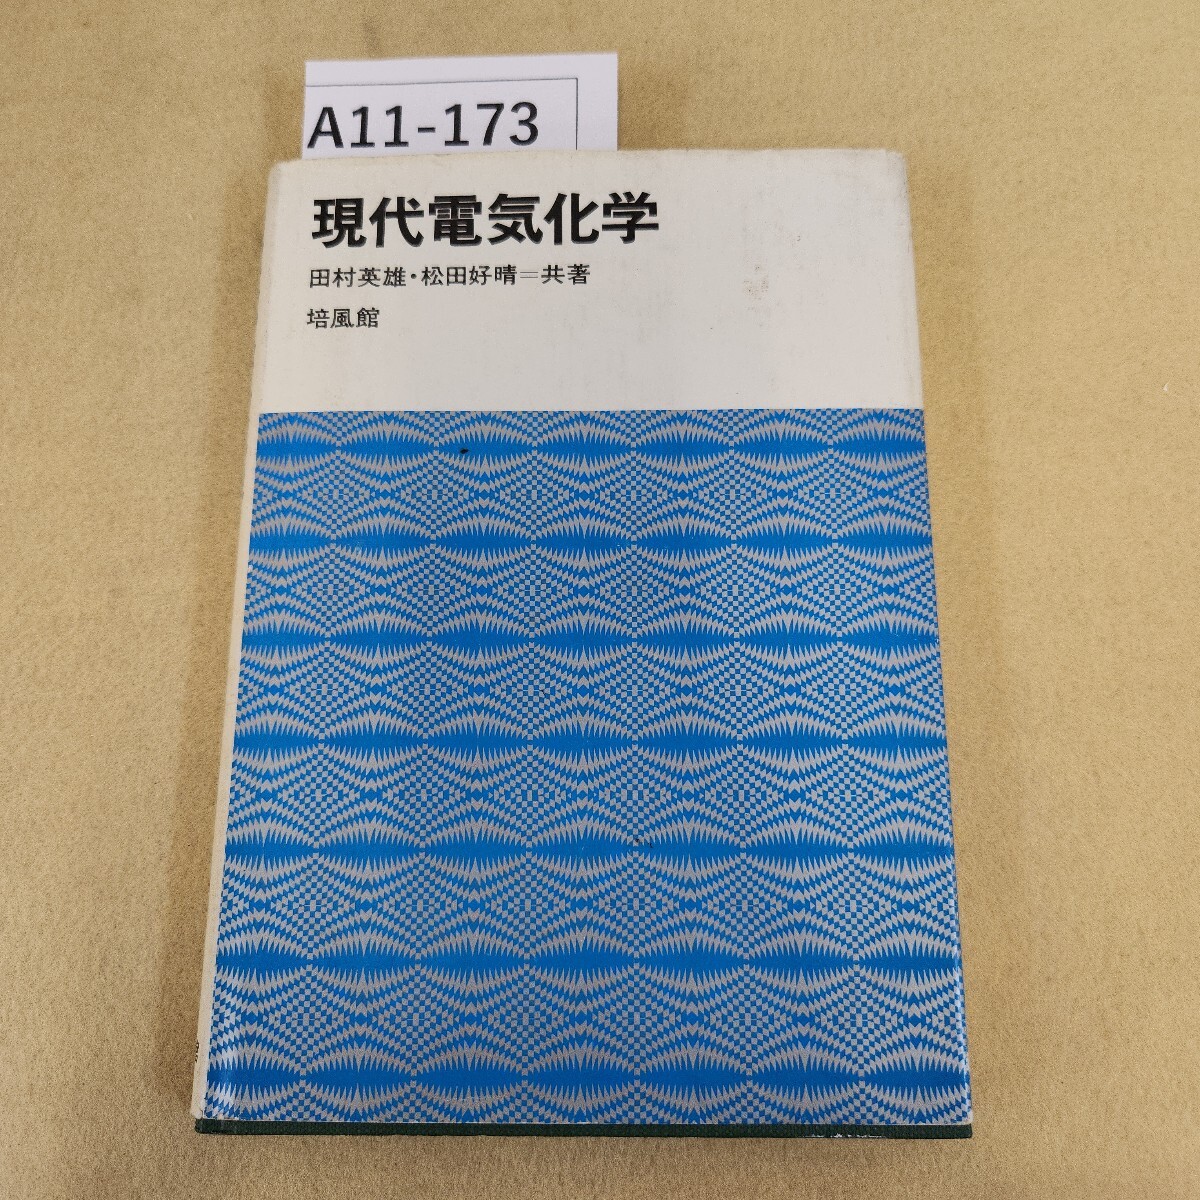 A11-173
現代電気化学
田村英雄・松田好晴＝共著
培風館